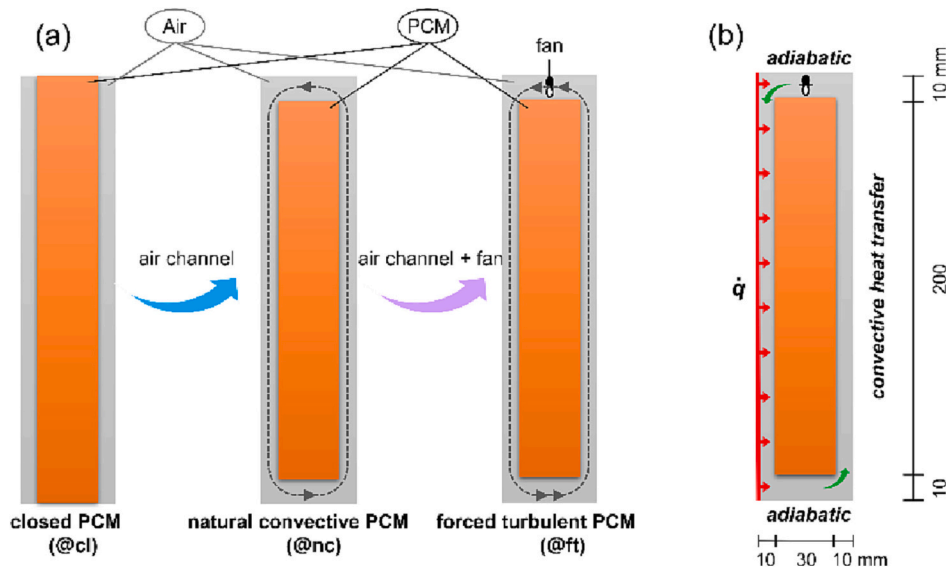 (a)
Air
PCM
fan
air channel
air channel + fan
closed PCM
(@cl)
natural convective PCM
(@nc)
forced turbulent PCM
(@ft)
(b)
adiabatic
q̇
convective heat transfer
adiabatic
10 mm
200
10
10 30 10 mm